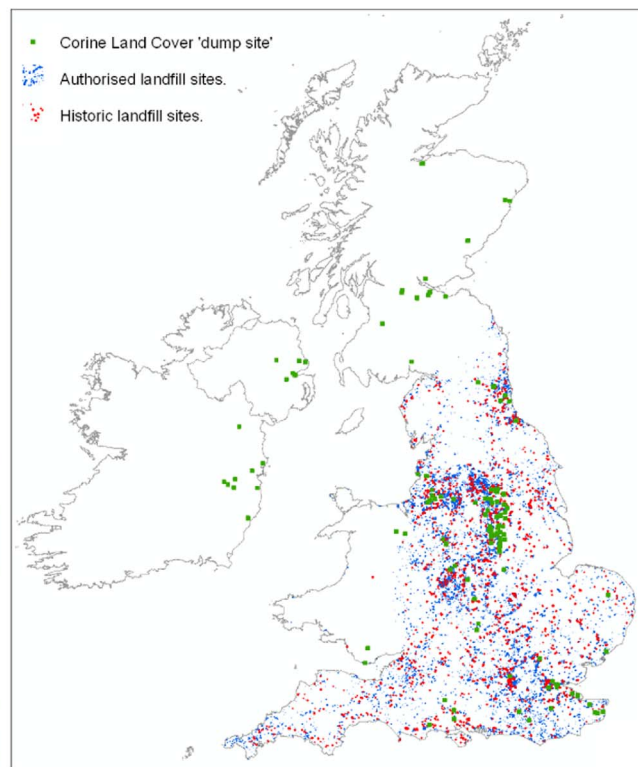 Corine Land Cover 'dump site'
Authorised landfill sites.
Historic landfill sites.